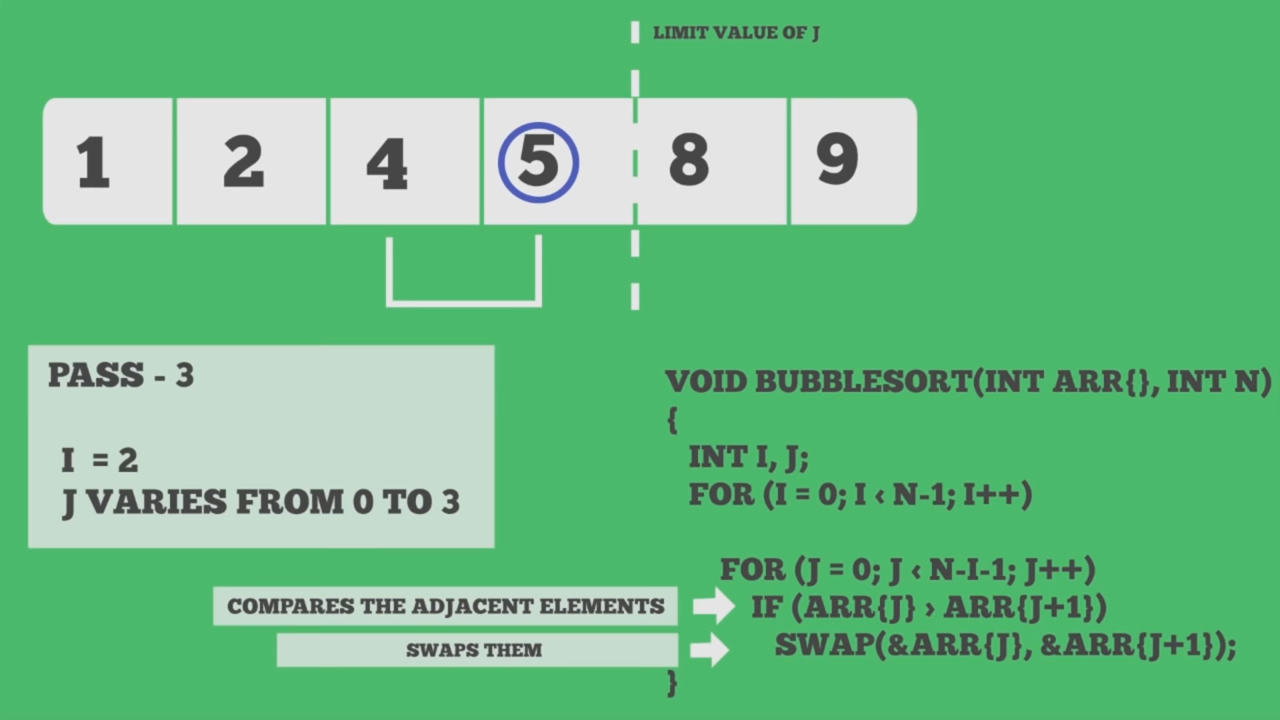 LIMIT VALUE OF J
1 2 4 5 8 9
PASS - 3
I = 2
J VARIES FROM 0 TO 3
VOID BUBBLESORT(INT ARR{}, INT N)
{
INT I, J;
FOR (I = 0; I < N-1; I++)
FOR (J = 0; J < N-I-1; J++)
COMPARES THE ADJACENT ELEMENTS
IF (ARR{J} > ARR{J+1})
SWAPS THEM
SWAP(&ARR{J}, &ARR{J+1});
}